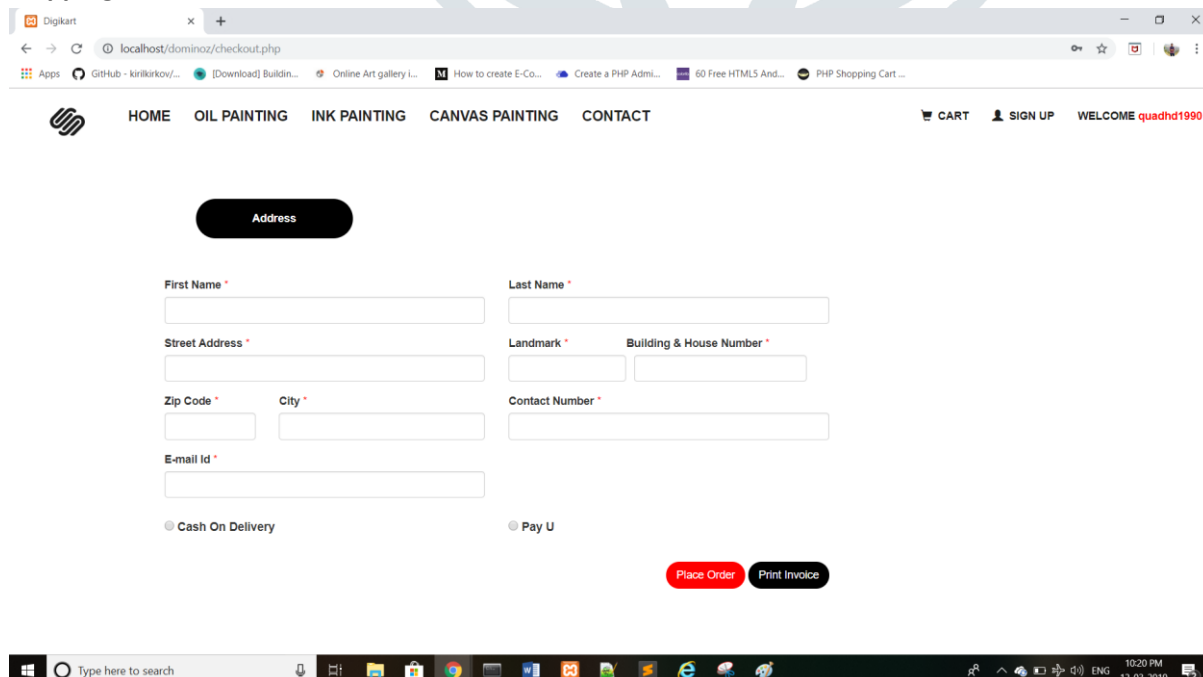 Digikart
localhost/dominoz/checkout.php
Apps GitHub - kirilkirkov/... [Download] Buildin... Online Art gallery i... How to create E-Co... Create a PHP Admi... 60 Free HTML5 And... PHP Shopping Cart ...
HOME OIL PAINTING INK PAINTING CANVAS PAINTING CONTACT CART SIGN UP WELCOME quadhd1990
Address
First Name * Last Name *
Street Address * Landmark * Building & House Number *
Zip Code * City * Contact Number *
E-mail Id *
Cash On Delivery Pay U
Place Order Print Invoice
Type here to search ENG 10:20 PM